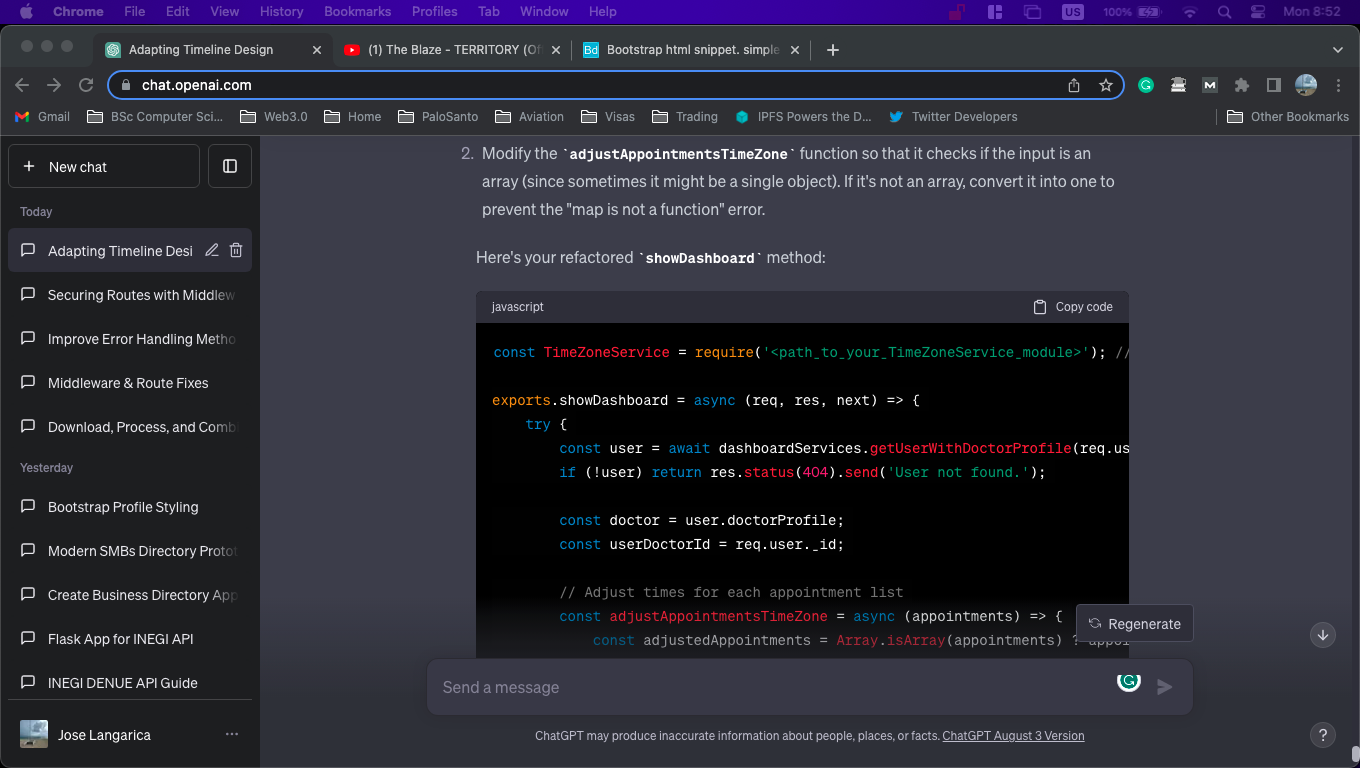 Chrome File Edit View History Bookmarks Profiles Tab Window Help US 100% Mon 8:52
Adapting Timeline Design (1) The Blaze - TERRITORY (Of Bd Bootstrap html snippet. simple
chat.openai.com
Gmail BSc Computer Sci... Web3.0 Home PaloSanto Aviation Visas Trading IPFS Powers the D... Twitter Developers Other Bookmarks
New chat
Today
Adapting Timeline Desi
Securing Routes with Middlew
Improve Error Handling Metho
Middleware & Route Fixes
Download, Process, and Comb
Yesterday
Bootstrap Profile Styling
Modern SMBs Directory Protot
Create Business Directory App
Flask App for INEGI API
INEGI DENUE API Guide
Jose Langarica
2. Modify the `adjustAppointmentsTimeZone` function so that it checks if the input is an
array (since sometimes it might be a single object). If it's not an array, convert it into one to
prevent the "map is not a function" error.
Here's your refactored `showDashboard` method:
javascript Copy code
const TimeZoneService = require('<path_to_your_TimeZoneService_module>'); //
exports.showDashboard = async (req, res, next) => {
try {
const user = await dashboardServices.getUserWithDoctorProfile(req.us
if (!user) return res.status(404).send('User not found.');
const doctor = user.doctorProfile;
const userDoctorId = req.user._id;
// Adjust times for each appointment list
const adjustAppointmentsTimeZone = async (appointments) => {
const adjustedAppointments = Array.isArray(appointments) ? appoi
Regenerate
Send a message
ChatGPT may produce inaccurate information about people, places, or facts. ChatGPT August 3 Version
?